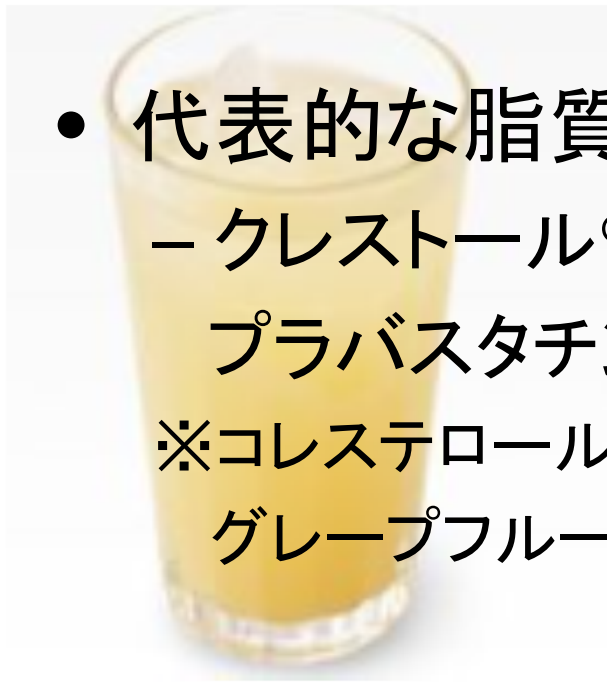 • 代表的な脂質
– クレストール
プラバスタチ
※コレステロール
グレープフルー